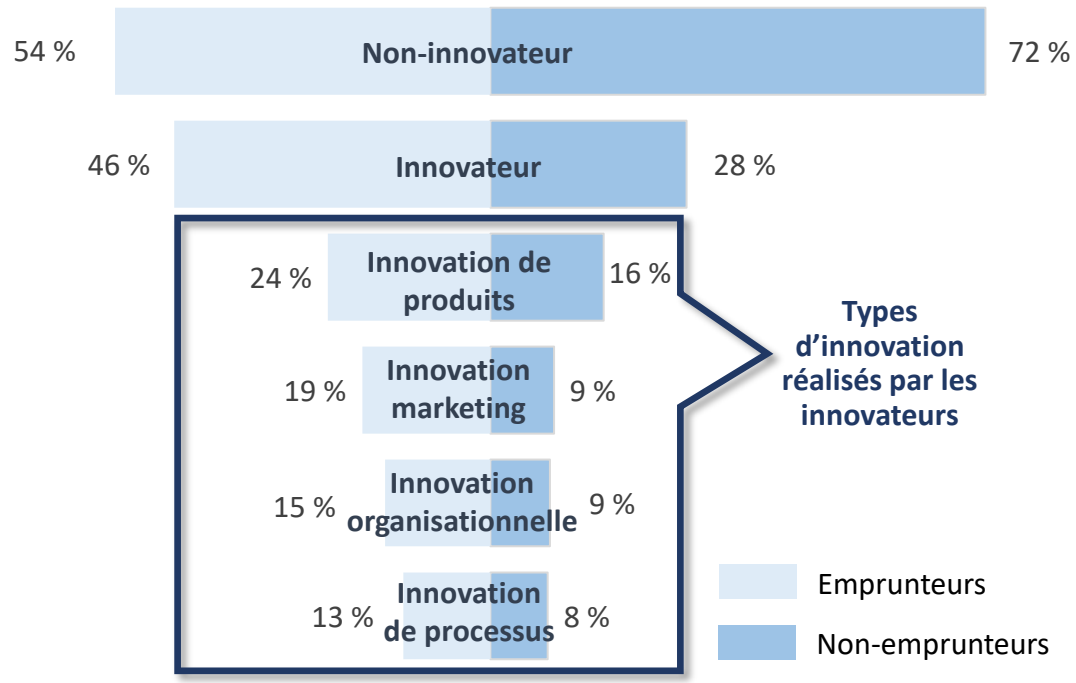 54 %
Non-innovateur
72 %
46 %
Innovateur
28 %
24 %
Innovation de
produits
16 %
19 %
Innovation
marketing
9 %
15 %
Innovation
organisationnelle
9 %
13 %
Innovation
de processus
8 %
Types
d’innovation
réalisés par les
innovateurs
Emprunteurs
Non-emprunteurs